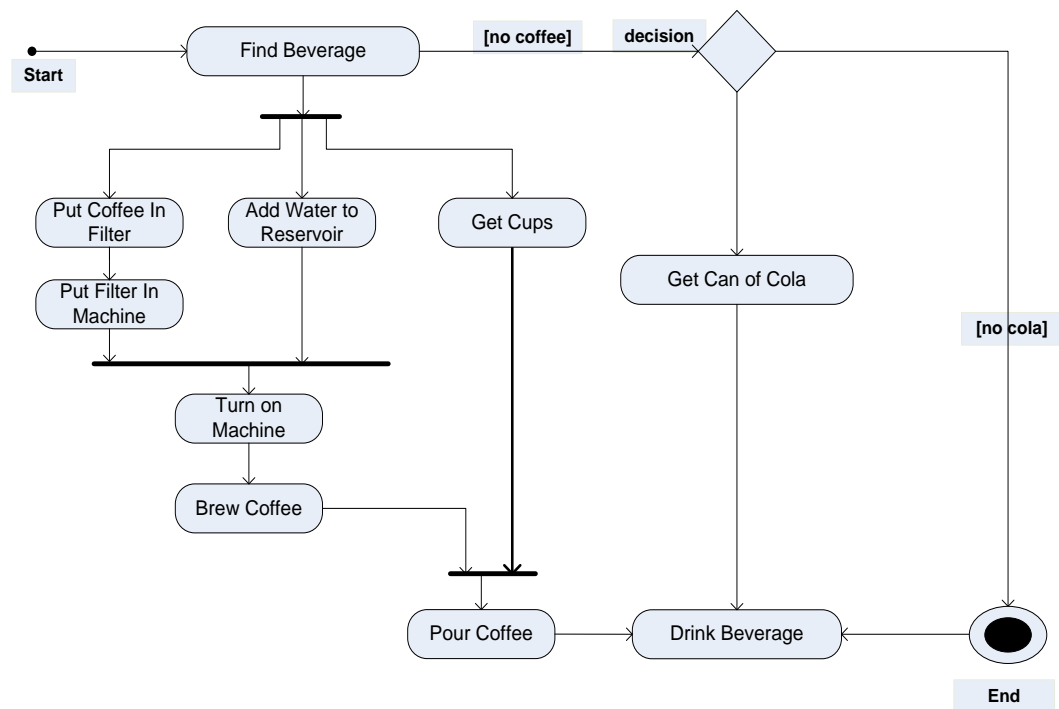 Find Beverage
[no coffee]
decision
Start
Put Coffee In
Filter
Add Water to
Reservoir
Get Cups
Get Can of Cola
Put Filter In
Machine
[no cola]
Turn on
Machine
Brew Coffee
Pour Coffee
Drink Beverage
End